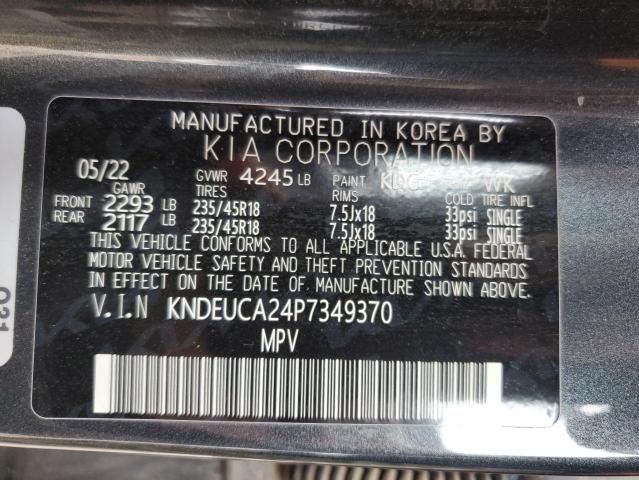 MANUFACTURED IN KOREA BY
KIA CORPORATION
05/22 GVWR 4245 LB PAINT WK
GAWR TIRES RIMS COLD TIRE INFL
FRONT 2293 LB 235/45R18 7.5Jx18 33psi SINGLE
REAR 2117 LB 235/45R18 7.5Jx18 33psi SINGLE
THIS VEHICLE CONFORMS TO ALL APPLICABLE U.S.A. FEDERAL
MOTOR VEHICLE SAFETY AND THEFT PREVENTION STANDARDS
IN EFFECT ON THE DATE OF MANUFACTURE SHOWN ABOVE.
V.I.N KNDEUCA24P7349370
MPV